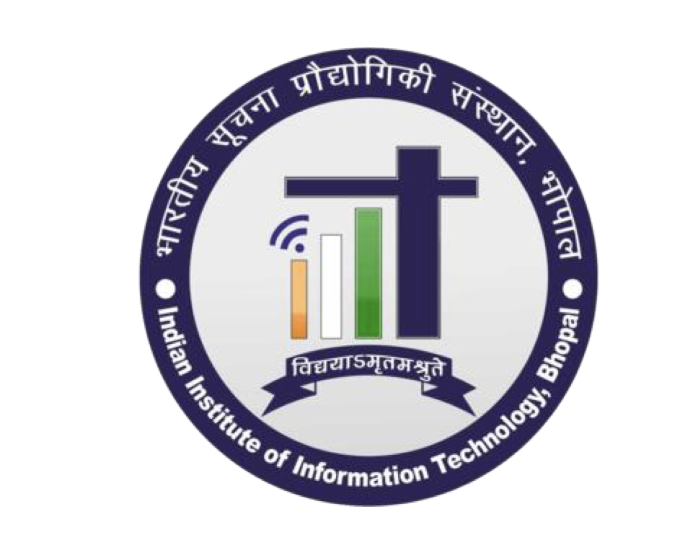 भारतीय सूचना प्रौद्योगिकी संस्थान, भोपाल
विद्ययाऽमृतमश्रुते
Indian Institute of Information Technology, Bhopal